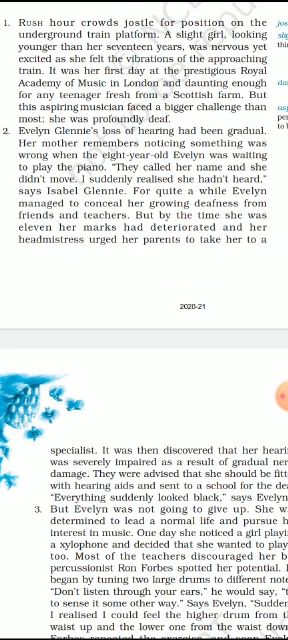 1. RUSH hour crowds jostle for position on the
underground train platform. A slight girl, looking
younger than her seventeen years, was nervous yet
excited as she felt the vibrations of the approaching
train. It was her first day at the prestigious Royal
Academy of Music in London and daunting enough
for any teenager fresh from a Scottish farm. But
this aspiring musician faced a bigger challenge than
most: she was profoundly deaf.
2. Evelyn Glennie's loss of hearing had been gradual.
Her mother remembers noticing something was
wrong when the eight-year-old Evelyn was waiting
to play the piano. "They called her name and she
didn't move. I suddenly realised she hadn't heard,"
says Isabel Glennie. For quite a while Evelyn
managed to conceal her growing deafness from
friends and teachers. But by the time she was
eleven her marks had deteriorated and her
headmistress urged her parents to take her to a
2020-21
specialist. It was then discovered that her
was severely impaired as a result of gradual
damage. They were advised that she should be
with hearing aids and sent to a school for the
"Everything suddenly looked black," says Evelyn
3. But Evelyn was not going to give up. She
determined to lead a normal life and pursue
interest in music. One day she noticed a girl
a xylophone and decided that she wanted to
too. Most of the teachers discouraged her
percussionist Ron Forbes spotted her potential.
began by tuning two large drums to different
"Don't listen through your ears," he would say,
to sense it some other way." Says Evelyn,
I realised I could feel the higher drum from
waist up and the lower one from the waist
Forbes repeated the exercise and soon